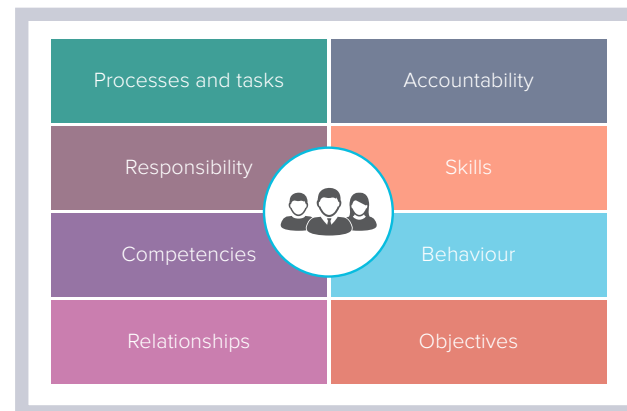 Processes and tasks
Accountability
Responsibility
Skills
Competencies
Behaviour
Relationships
Objectives